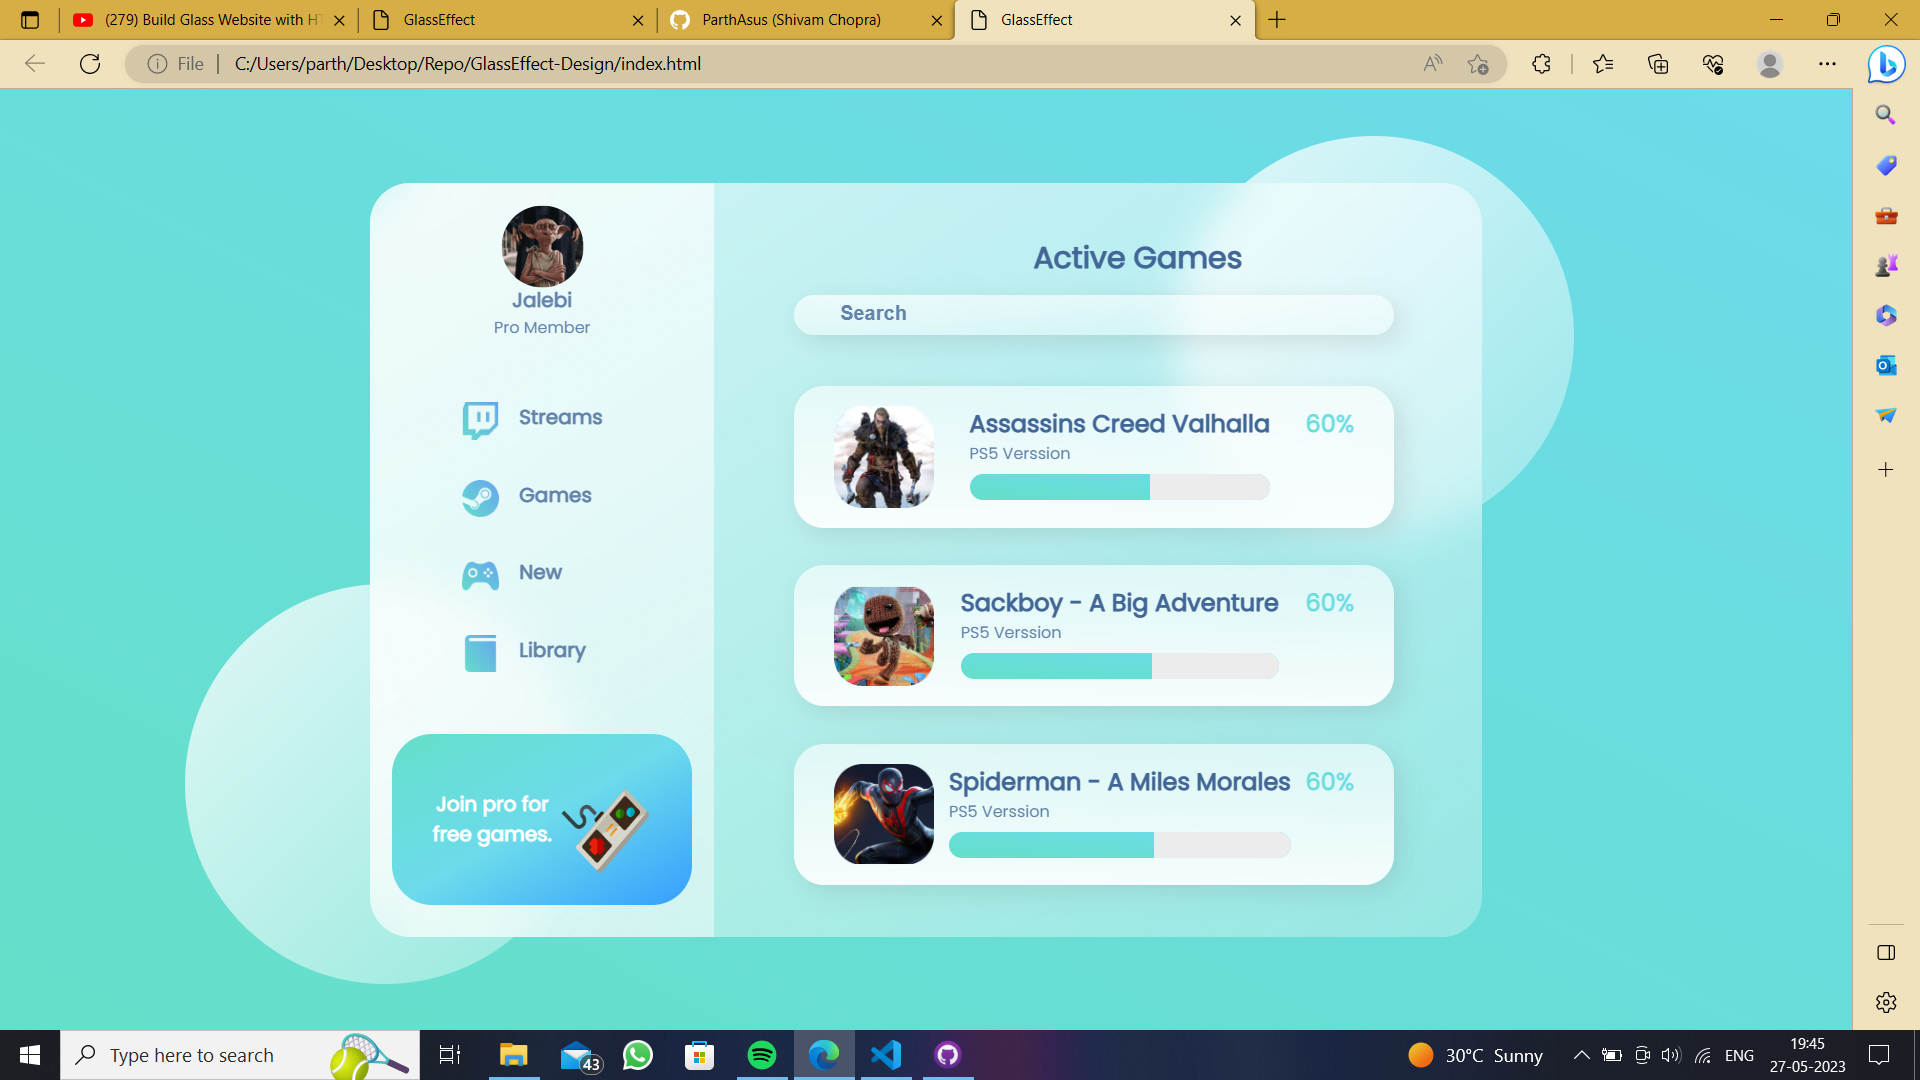 (279) Build Glass Website with HT
GlassEffect
ParthAsus (Shivam Chopra)
GlassEffect
File
C:/Users/parth/Desktop/Repo/GlassEffect-Design/index.html
Jalebi
Pro Member
Streams
Games
New
Library
Join pro for
free games.
Active Games
Search
Assassins Creed Valhalla 60%
PS5 Verssion
Sackboy - A Big Adventure 60%
PS5 Verssion
Spiderman - A Miles Morales 60%
PS5 Verssion
Type here to search
43
30°C Sunny
ENG
19:45
27-05-2023